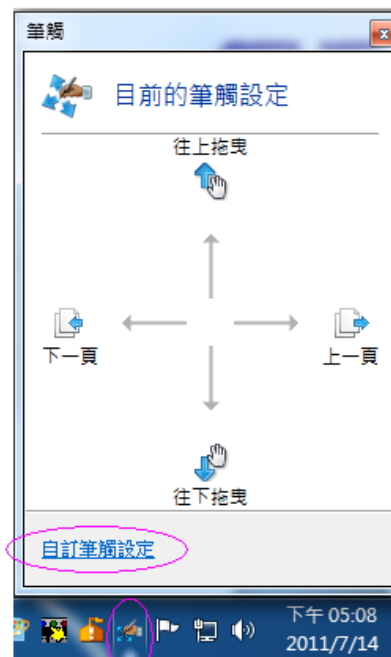 筆觸
目前的筆觸設定
往上拖曳
下一頁
上一頁
往下拖曳
自訂筆觸設定
下午 05:08
2011/7/14